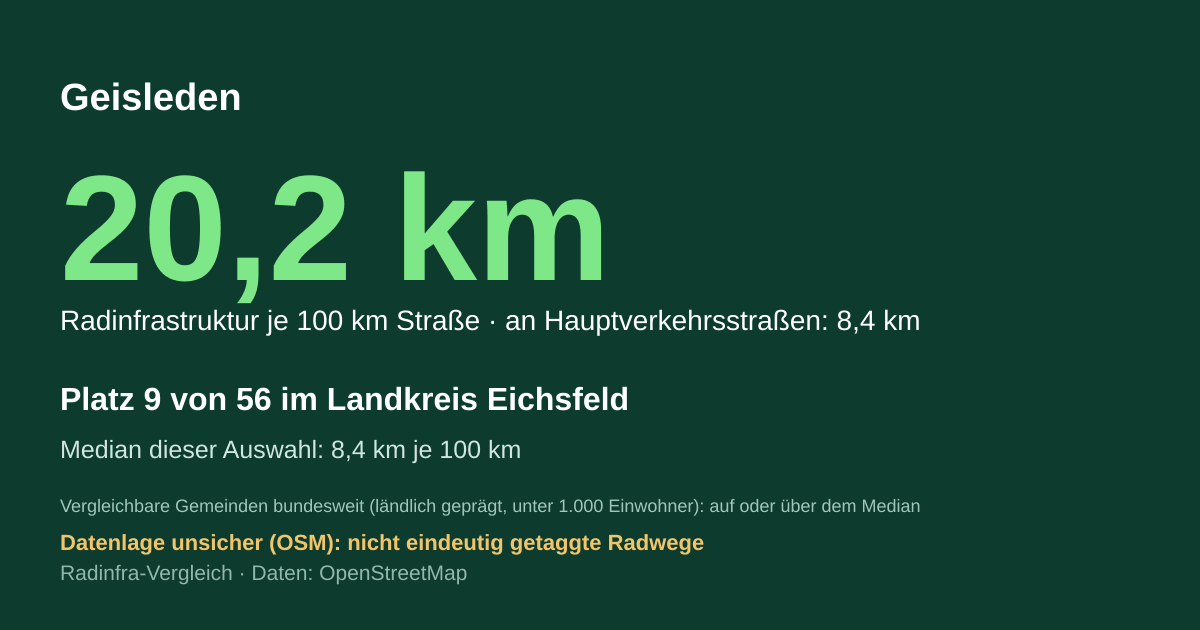 Geisleden
20,2 km
Radinfrastruktur je 100 km Straße · an Hauptverkehrsstraßen: 8,4 km
Platz 9 von 56 im Landkreis Eichsfeld
Median dieser Auswahl: 8,4 km je 100 km
Vergleichbare Gemeinden bundesweit (ländlich geprägt, unter 1.000 Einwohner): auf oder über dem Median
Datenlage unsicher (OSM): nicht eindeutig getaggte Radwege
Radinfra-Vergleich · Daten: OpenStreetMap